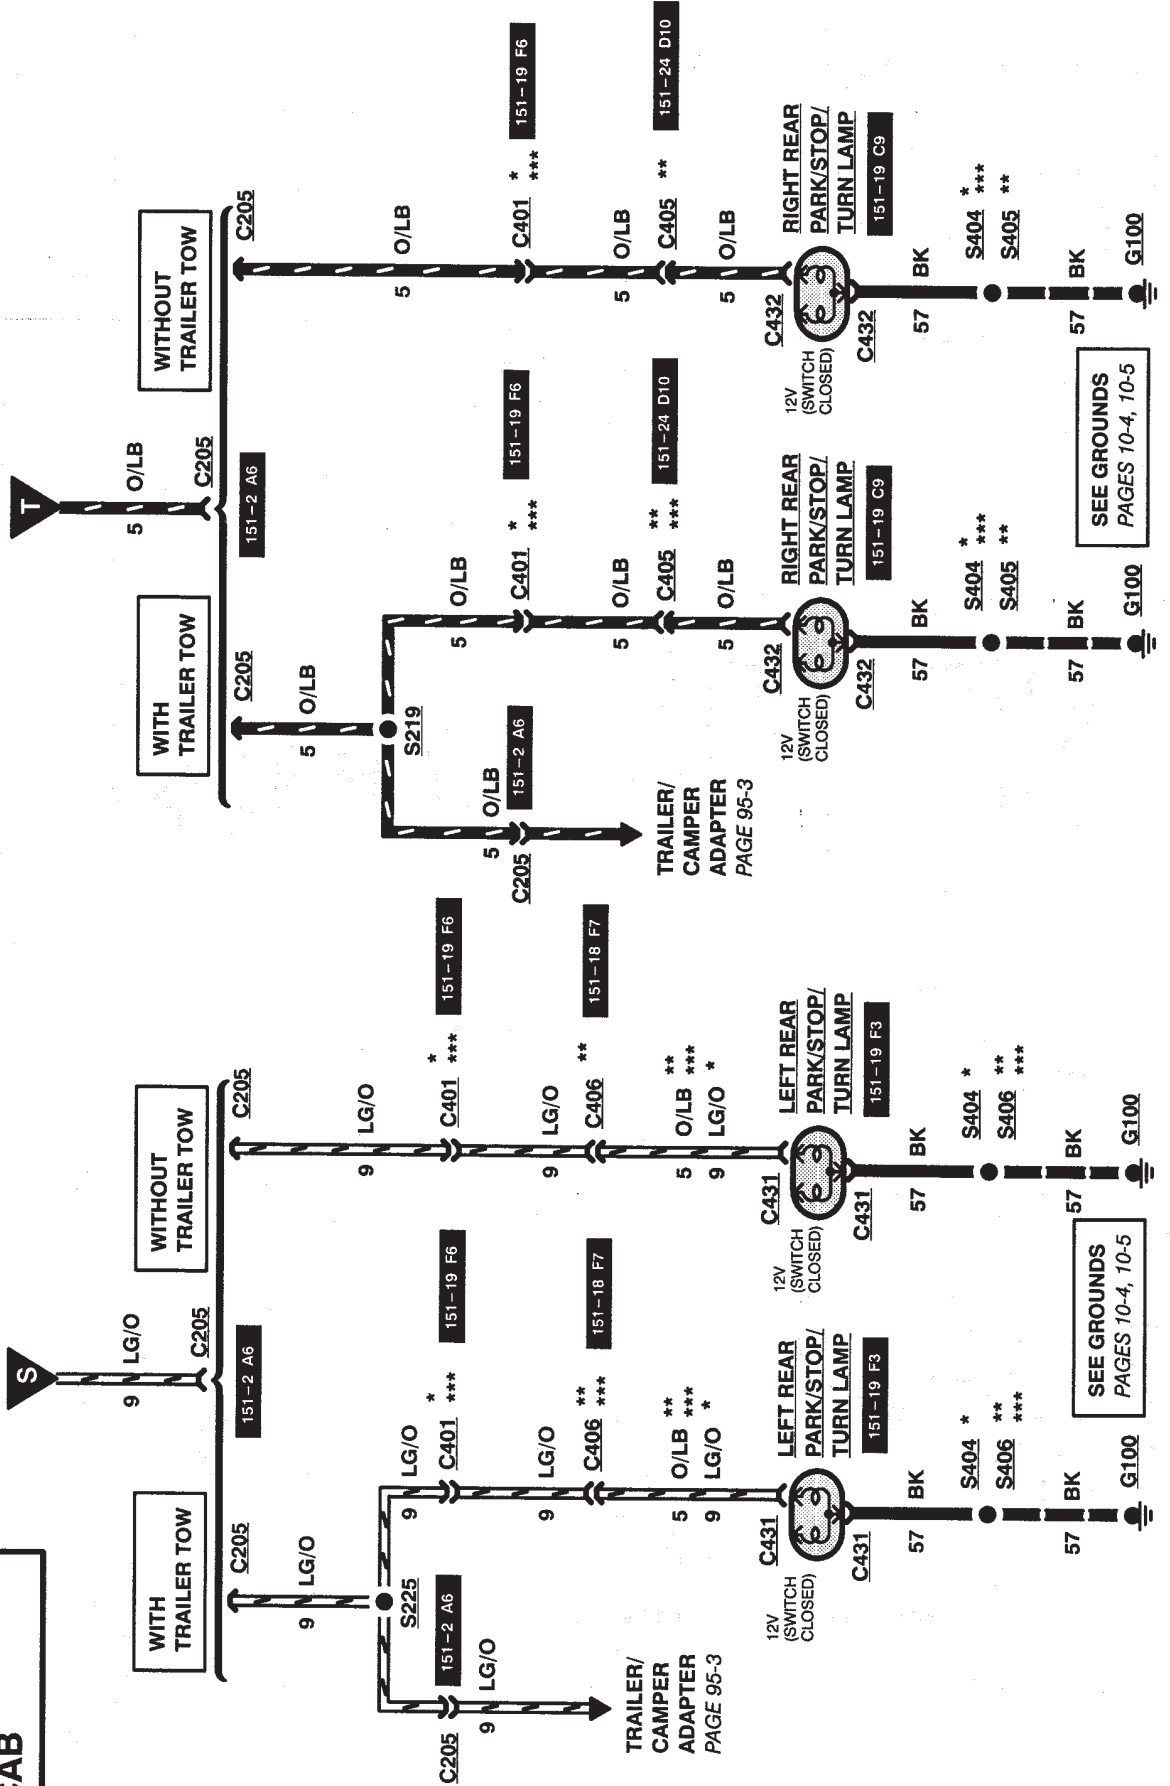 CAB
S
9
LG/O
C205
151-2 A6
WITH
TRAILER TOW
WITHOUT
TRAILER TOW
C205
9
LG/O
S225
C205
151-2 A6
9
LG/O
TRAILER/
CAMPER
ADAPTER
PAGE 95-3
9
LG/O
C401
*
***
151-19 F6
9
LG/O
C406
**
***
151-18 F7
5
O/LB
**
***
9
LG/O
*
C431
12V
(SWITCH
CLOSED)
LEFT REAR
PARK/STOP/
TURN LAMP
151-19 F3
C431
57
BK
S404 *
S406
**
***
57
BK
G100
C205
9
LG/O
C401
*
***
151-19 F6
9
LG/O
C406
**
151-18 F7
5
O/LB
**
***
9
LG/O
*
C431
12V
(SWITCH
CLOSED)
LEFT REAR
PARK/STOP/
TURN LAMP
151-19 F3
C431
57
BK
S404 *
S406
**
***
57
BK
G100
SEE GROUNDS
PAGES 10-4, 10-5
T
5
O/LB
C205
151-2 A6
WITH
TRAILER TOW
WITHOUT
TRAILER TOW
C205
5
O/LB
S219
5
O/LB
C205
151-2 A6
TRAILER/
CAMPER
ADAPTER
PAGE 95-3
5
O/LB
C401
*
***
151-19 F6
5
O/LB
C405
**
***
151-24 D10
5
O/LB
C432
12V
(SWITCH
CLOSED)
RIGHT REAR
PARK/STOP/
TURN LAMP
151-19 C9
C432
57
BK
S404
*
***
S405 **
57
BK
G100
C205
5
O/LB
C401
*
***
151-19 F6
5
O/LB
C405 **
151-24 D10
5
O/LB
C432
12V
(SWITCH
CLOSED)
RIGHT REAR
PARK/STOP/
TURN LAMP
151-19 C9
C432
57
BK
S404
*
***
S405 **
57
BK
G100
SEE GROUNDS
PAGES 10-4, 10-5